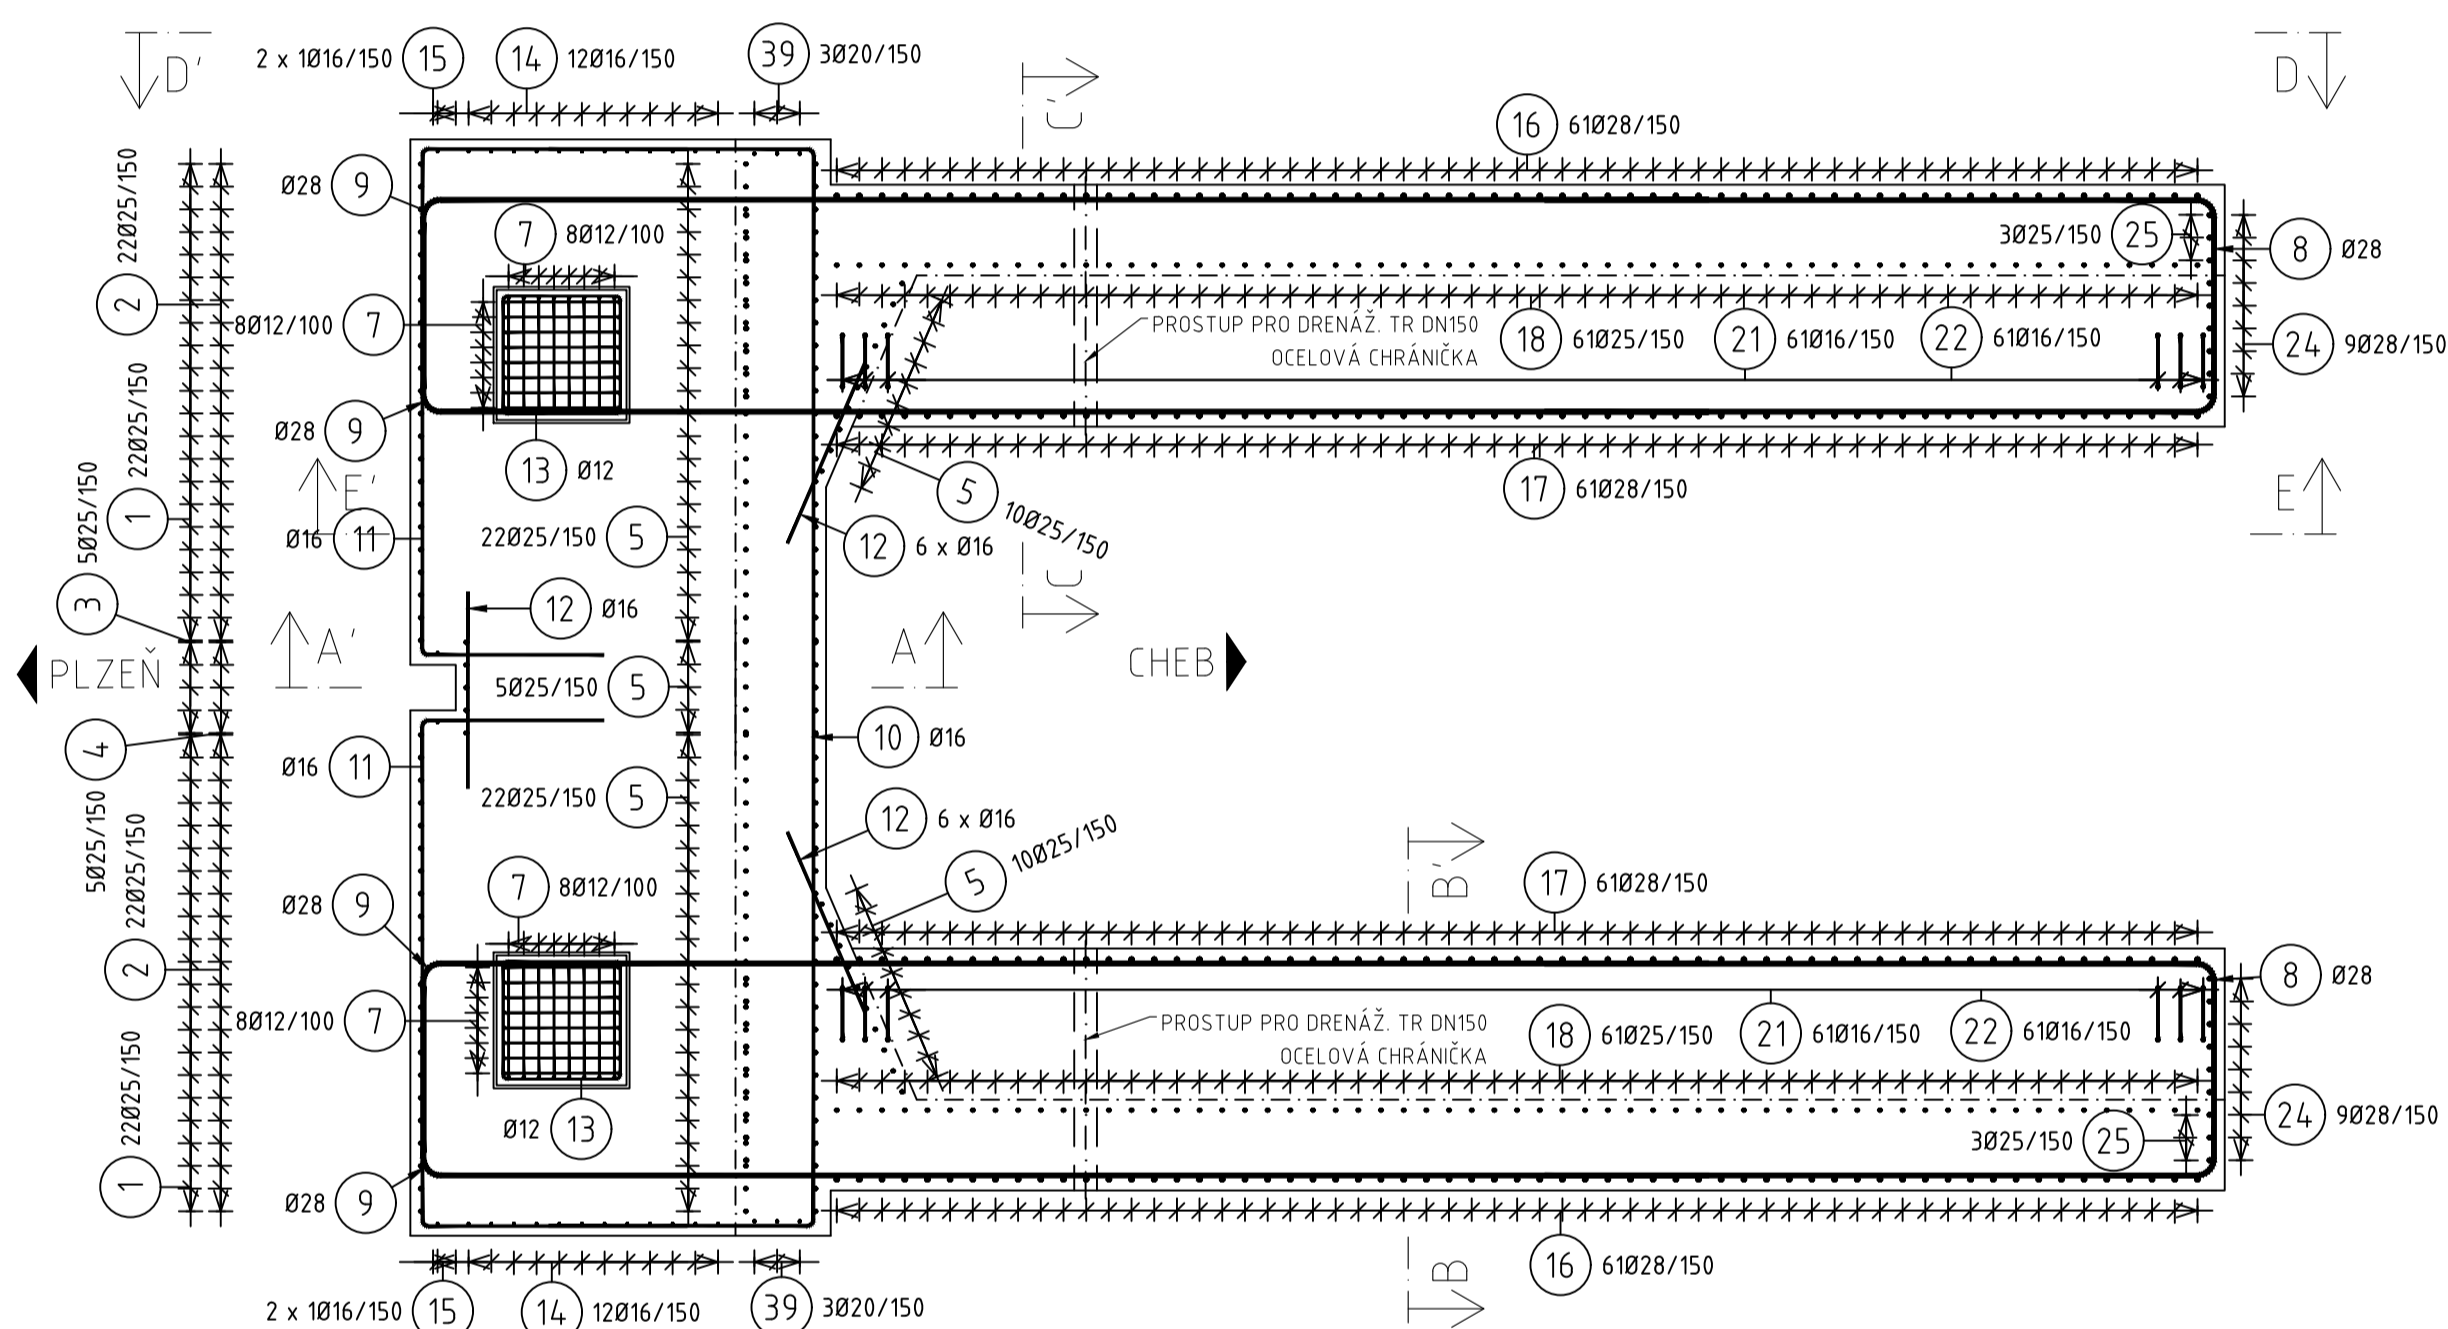 2 x 1Ø16/150 15
14 12Ø16/150
39 3Ø20/150
D'
C'
D
16 61Ø28/150
22Ø25/150
2
Ø28 9
7 8Ø12/100
3Ø25/150 25
8 Ø28
8Ø12/100 7
PROSTUP PRO DRENÁŽ. TR DN150
OCELOVÁ CHRÁNIČKA
18 61Ø25/150
21 61Ø16/150
22 61Ø16/150
24 9Ø28/150
22Ø25/150
1
Ø28 9
13 Ø12
5Ø25/150
3
E'
17 61Ø28/150
E
5 10Ø25/150
Ø16 11
22Ø25/150 5
12 6 x Ø16
C
12 Ø16
A'
A
PLZEŇ
CHEB
5Ø25/150 5
4
5Ø25/150
10 Ø16
Ø16 11
22Ø25/150 5
12 6 x Ø16
5 10Ø25/150
B'
22Ø25/150
2
Ø28 9
7 8Ø12/100
17 61Ø28/150
8 Ø28
8Ø12/100 7
PROSTUP PRO DRENÁŽ. TR DN150
OCELOVÁ CHRÁNIČKA
18 61Ø25/150
21 61Ø16/150
22 61Ø16/150
22Ø25/150
1
Ø12 13
3Ø25/150 25
24 9Ø28/150
Ø28 9
B
16 61Ø28/150
2 x 1Ø16/150 15
14 12Ø16/150
39 3Ø20/150